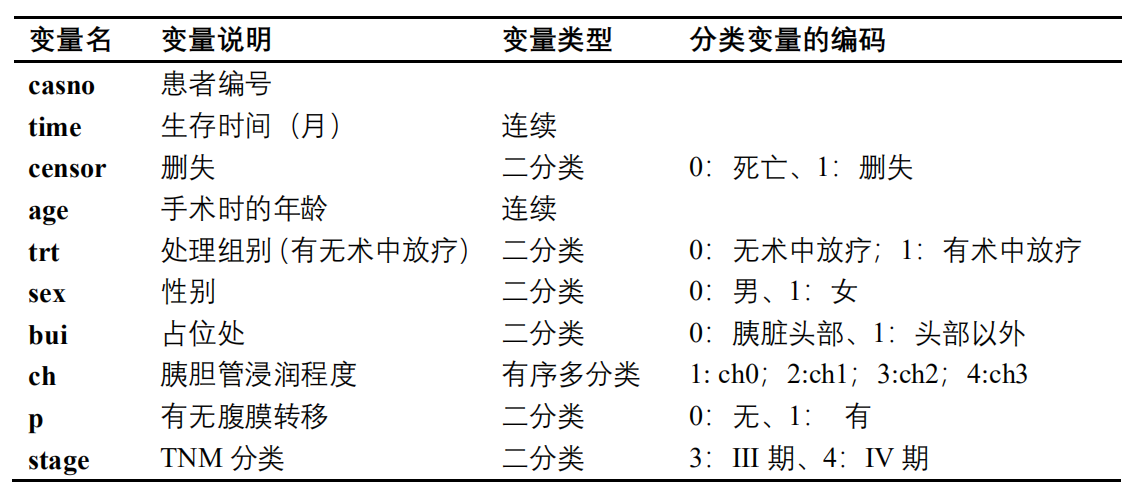 变量名 变量说明 变量类型 分类变量的编码
casno 患者编号
time 生存时间（月） 连续
censor 删失 二分类 0：死亡、1：删失
age 手术时的年龄 连续
trt 处理组别（有无术中放疗） 二分类 0：无术中放疗；1：有术中放疗
sex 性别 二分类 0：男、1：女
bui 占位处 二分类 0：胰脏头部、1：头部以外
ch 胰胆管浸润程度 有序多分类 1: ch0；2:ch1；3:ch2；4:ch3
p 有无腹膜转移 二分类 0：无、1： 有
stage TNM 分类 二分类 3：III 期、4：IV 期